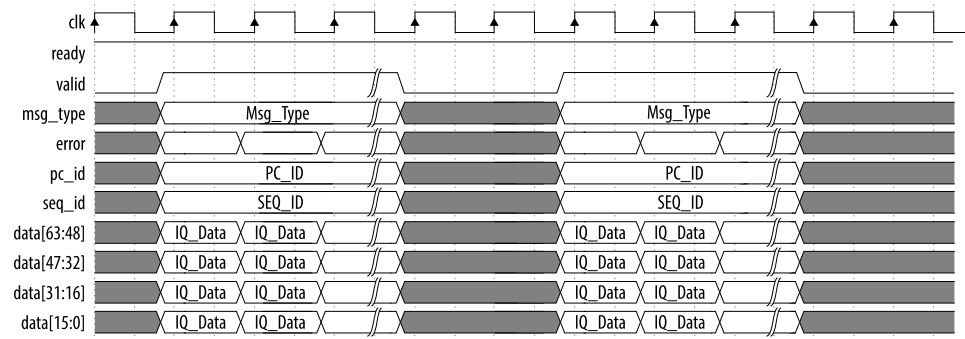 clk
ready
valid
msg_type Msg_Type Msg_Type
error
pc_id PC_ID PC_ID
seq_id SEQ_ID SEQ_ID
data[63:48] IQ_Data IQ_Data IQ_Data IQ_Data
data[47:32] IQ_Data IQ_Data IQ_Data IQ_Data
data[31:16] IQ_Data IQ_Data IQ_Data IQ_Data
data[15:0] IQ_Data IQ_Data IQ_Data IQ_Data